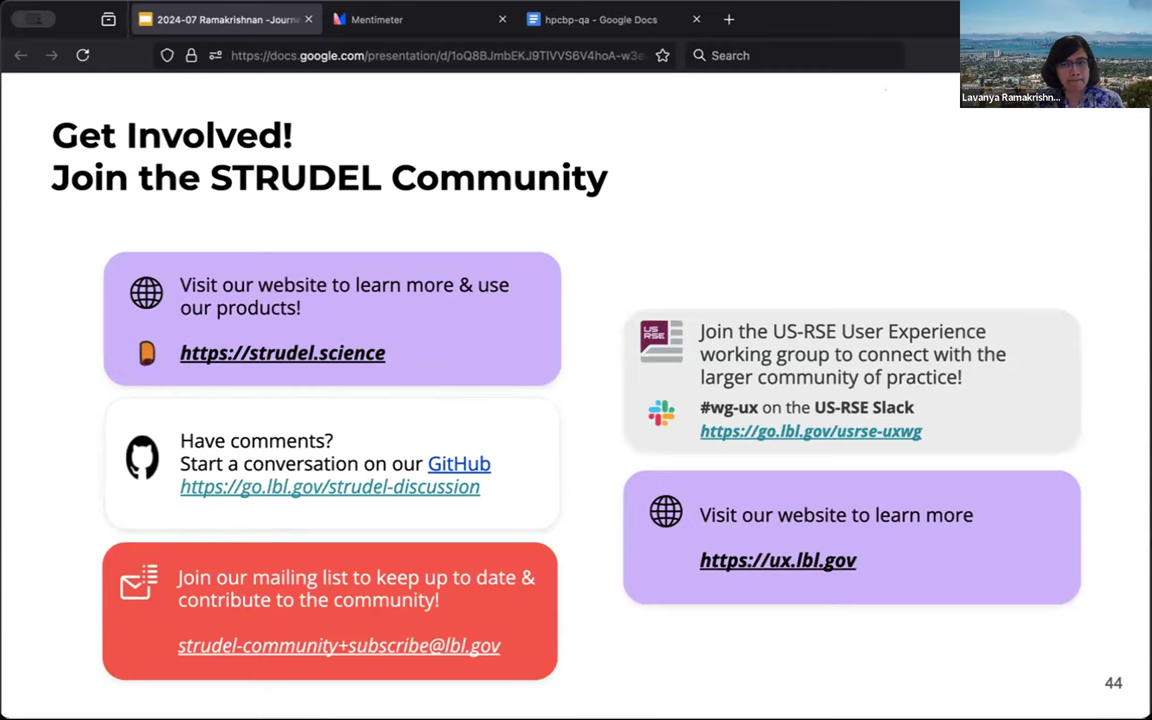 2024-07 Ramakrishnan -Journe
Mentimeter
hpcbp-qa - Google Docs
https://docs.google.com/presentation/d/1oQ8BJmbEKJ9TlVVS6V4hoA-w3e
Search
Lavanya Ramakrishn...
Get Involved!
Join the STRUDEL Community
Visit our website to learn more & use
our products!
https://strudel.science
Have comments?
Start a conversation on our GitHub
https://go.lbl.gov/strudel-discussion
Join our mailing list to keep up to date &
contribute to the community!
strudel-community+subscribe@lbl.gov
US
RSE
Join the US-RSE User Experience
working group to connect with the
larger community of practice!
#wg-ux on the US-RSE Slack
https://go.lbl.gov/usrse-uxwg
Visit our website to learn more
https://ux.lbl.gov
44